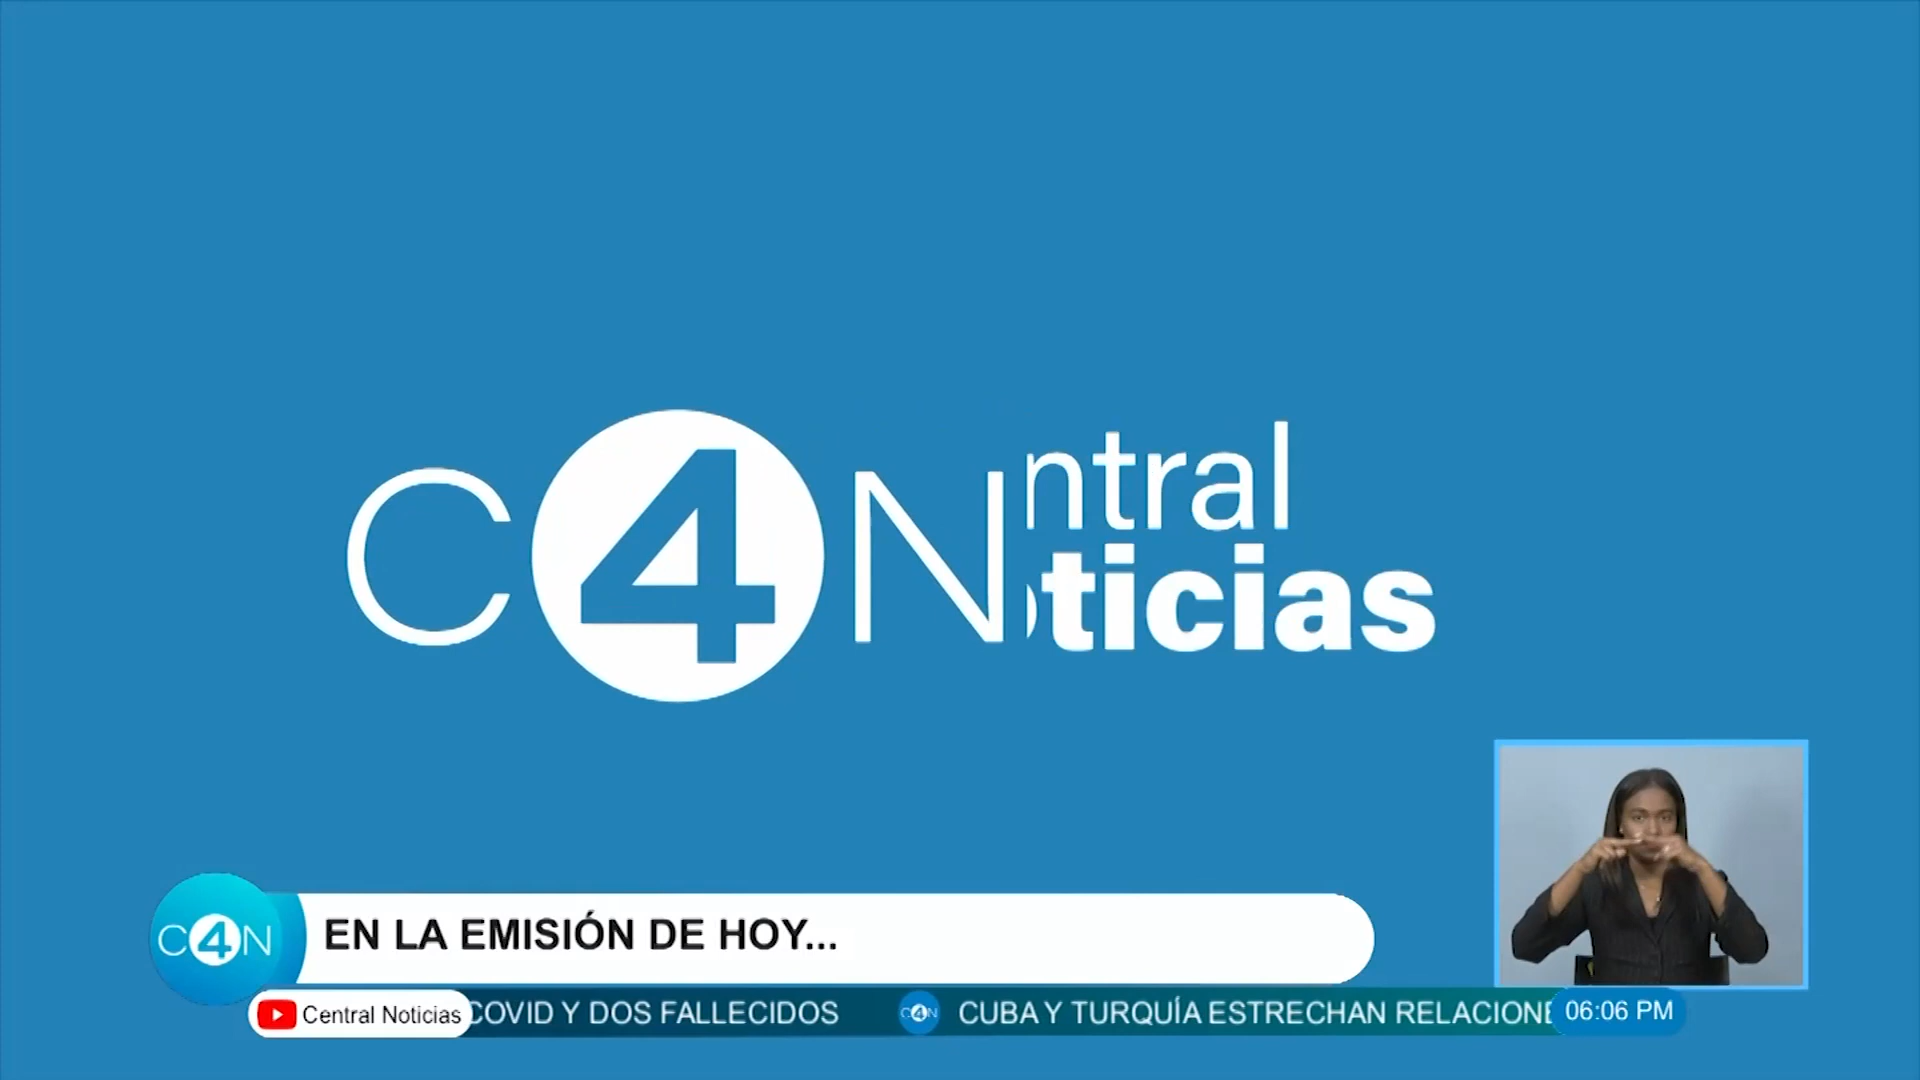 C4N
ntral
ticias
C4N
EN LA EMISIÓN DE HOY...
Central Noticias
COVID Y DOS FALLECIDOS
C4N
CUBA Y TURQUÍA ESTRECHAN RELACIONE
06:06 PM